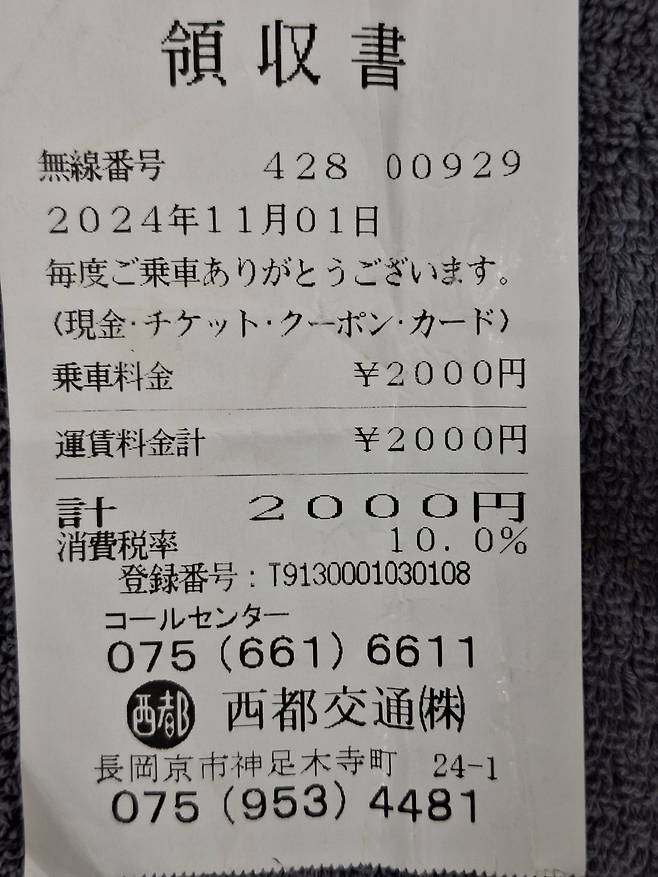 領収書
無線番号 428 00929
2024年11月01日
毎度ご乗車ありがとうございます。
(現金・チケット・クーポン・カード)
乗車料金 ¥2000円
運賃料金計 ¥2000円
計 2000円
消費税率 10.0%
登録番号：T9130001030108
コールセンター
075(661)6611
西都 西都交通㈱
長岡京市神足木寺町 24-1
075(953)4481